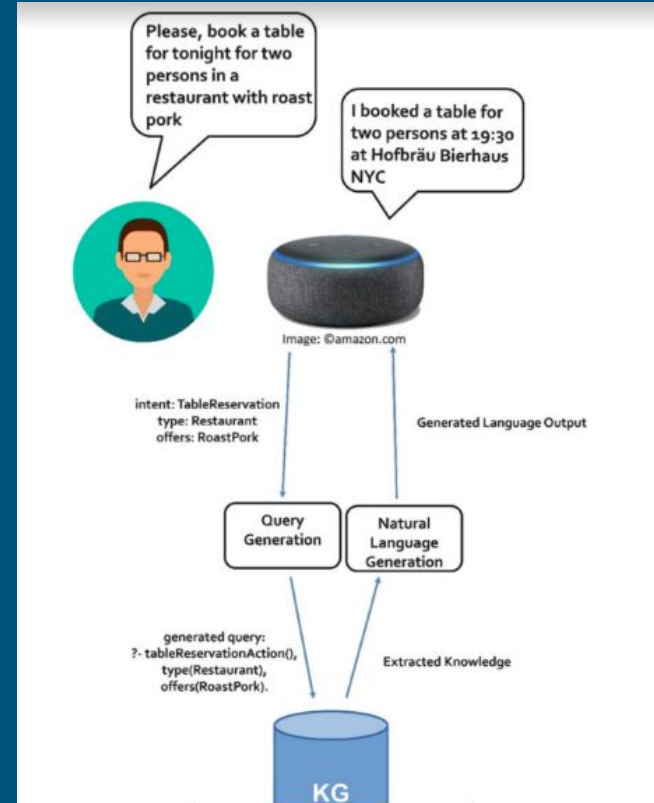 Please, book a table
for tonight for two
persons in a
restaurant with roast
pork
I booked a table for
two persons at 19:30
at Hofbräu Bierhaus
NYC
Image: ©amazon.com
intent: TableReservation
type: Restaurant
offers: RoastPork
Generated Language Output
Query
Generation
Natural
Language
Generation
generated query:
?- tableReservationAction(),
type(Restaurant),
offers(RoastPork).
Extracted Knowledge
KG